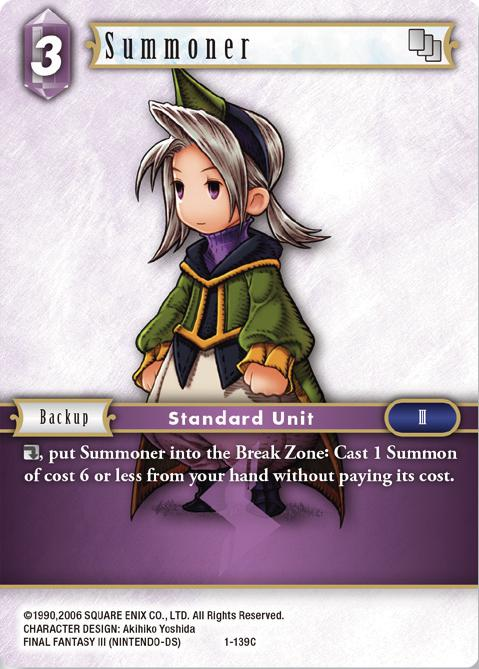 3
Summoner
Backup
Standard Unit
III
, put Summoner into the Break Zone: Cast 1 Summon
of cost 6 or less from your hand without paying its cost.
©1990,2006 SQUARE ENIX CO., LTD. All Rights Reserved.
CHARACTER DESIGN: Akihiko Yoshida
FINAL FANTASY III (NINTENDO-DS)
1-139C